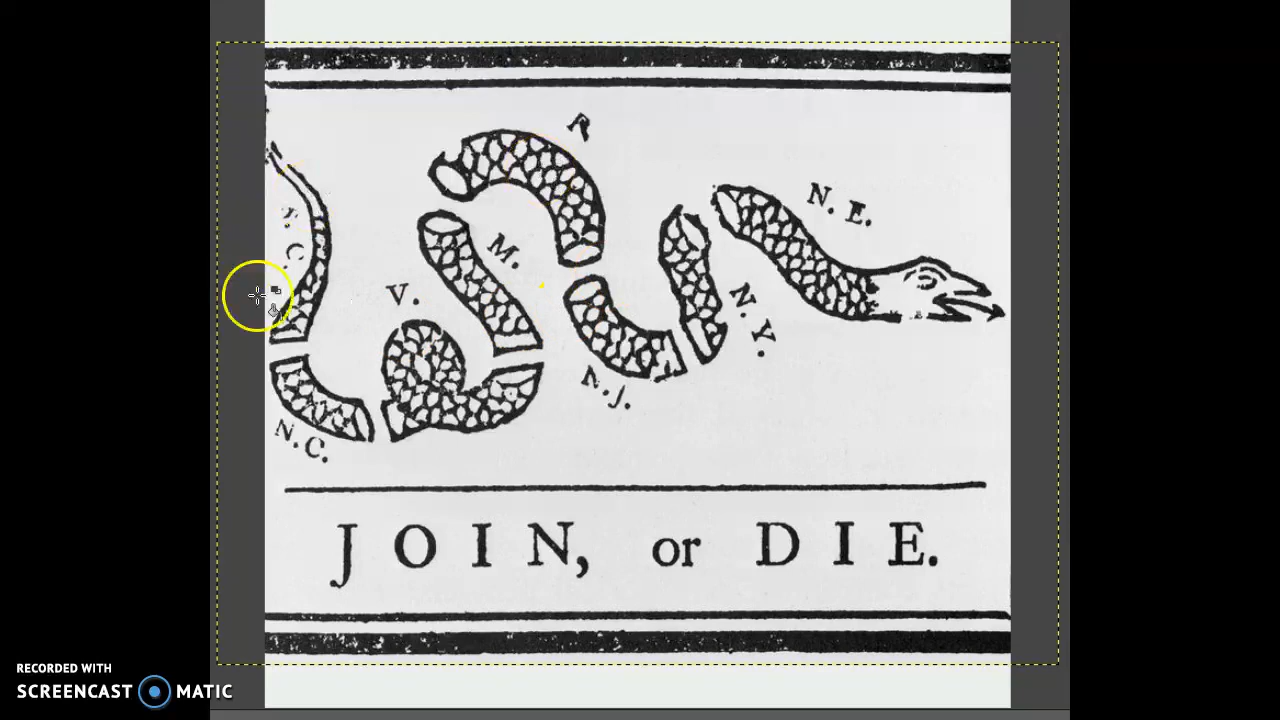 R
N. E.
M.
V.
N. Y.
N. J.
N. C.
JOIN, or DIE.
RECORDED WITH
SCREENCAST MATIC